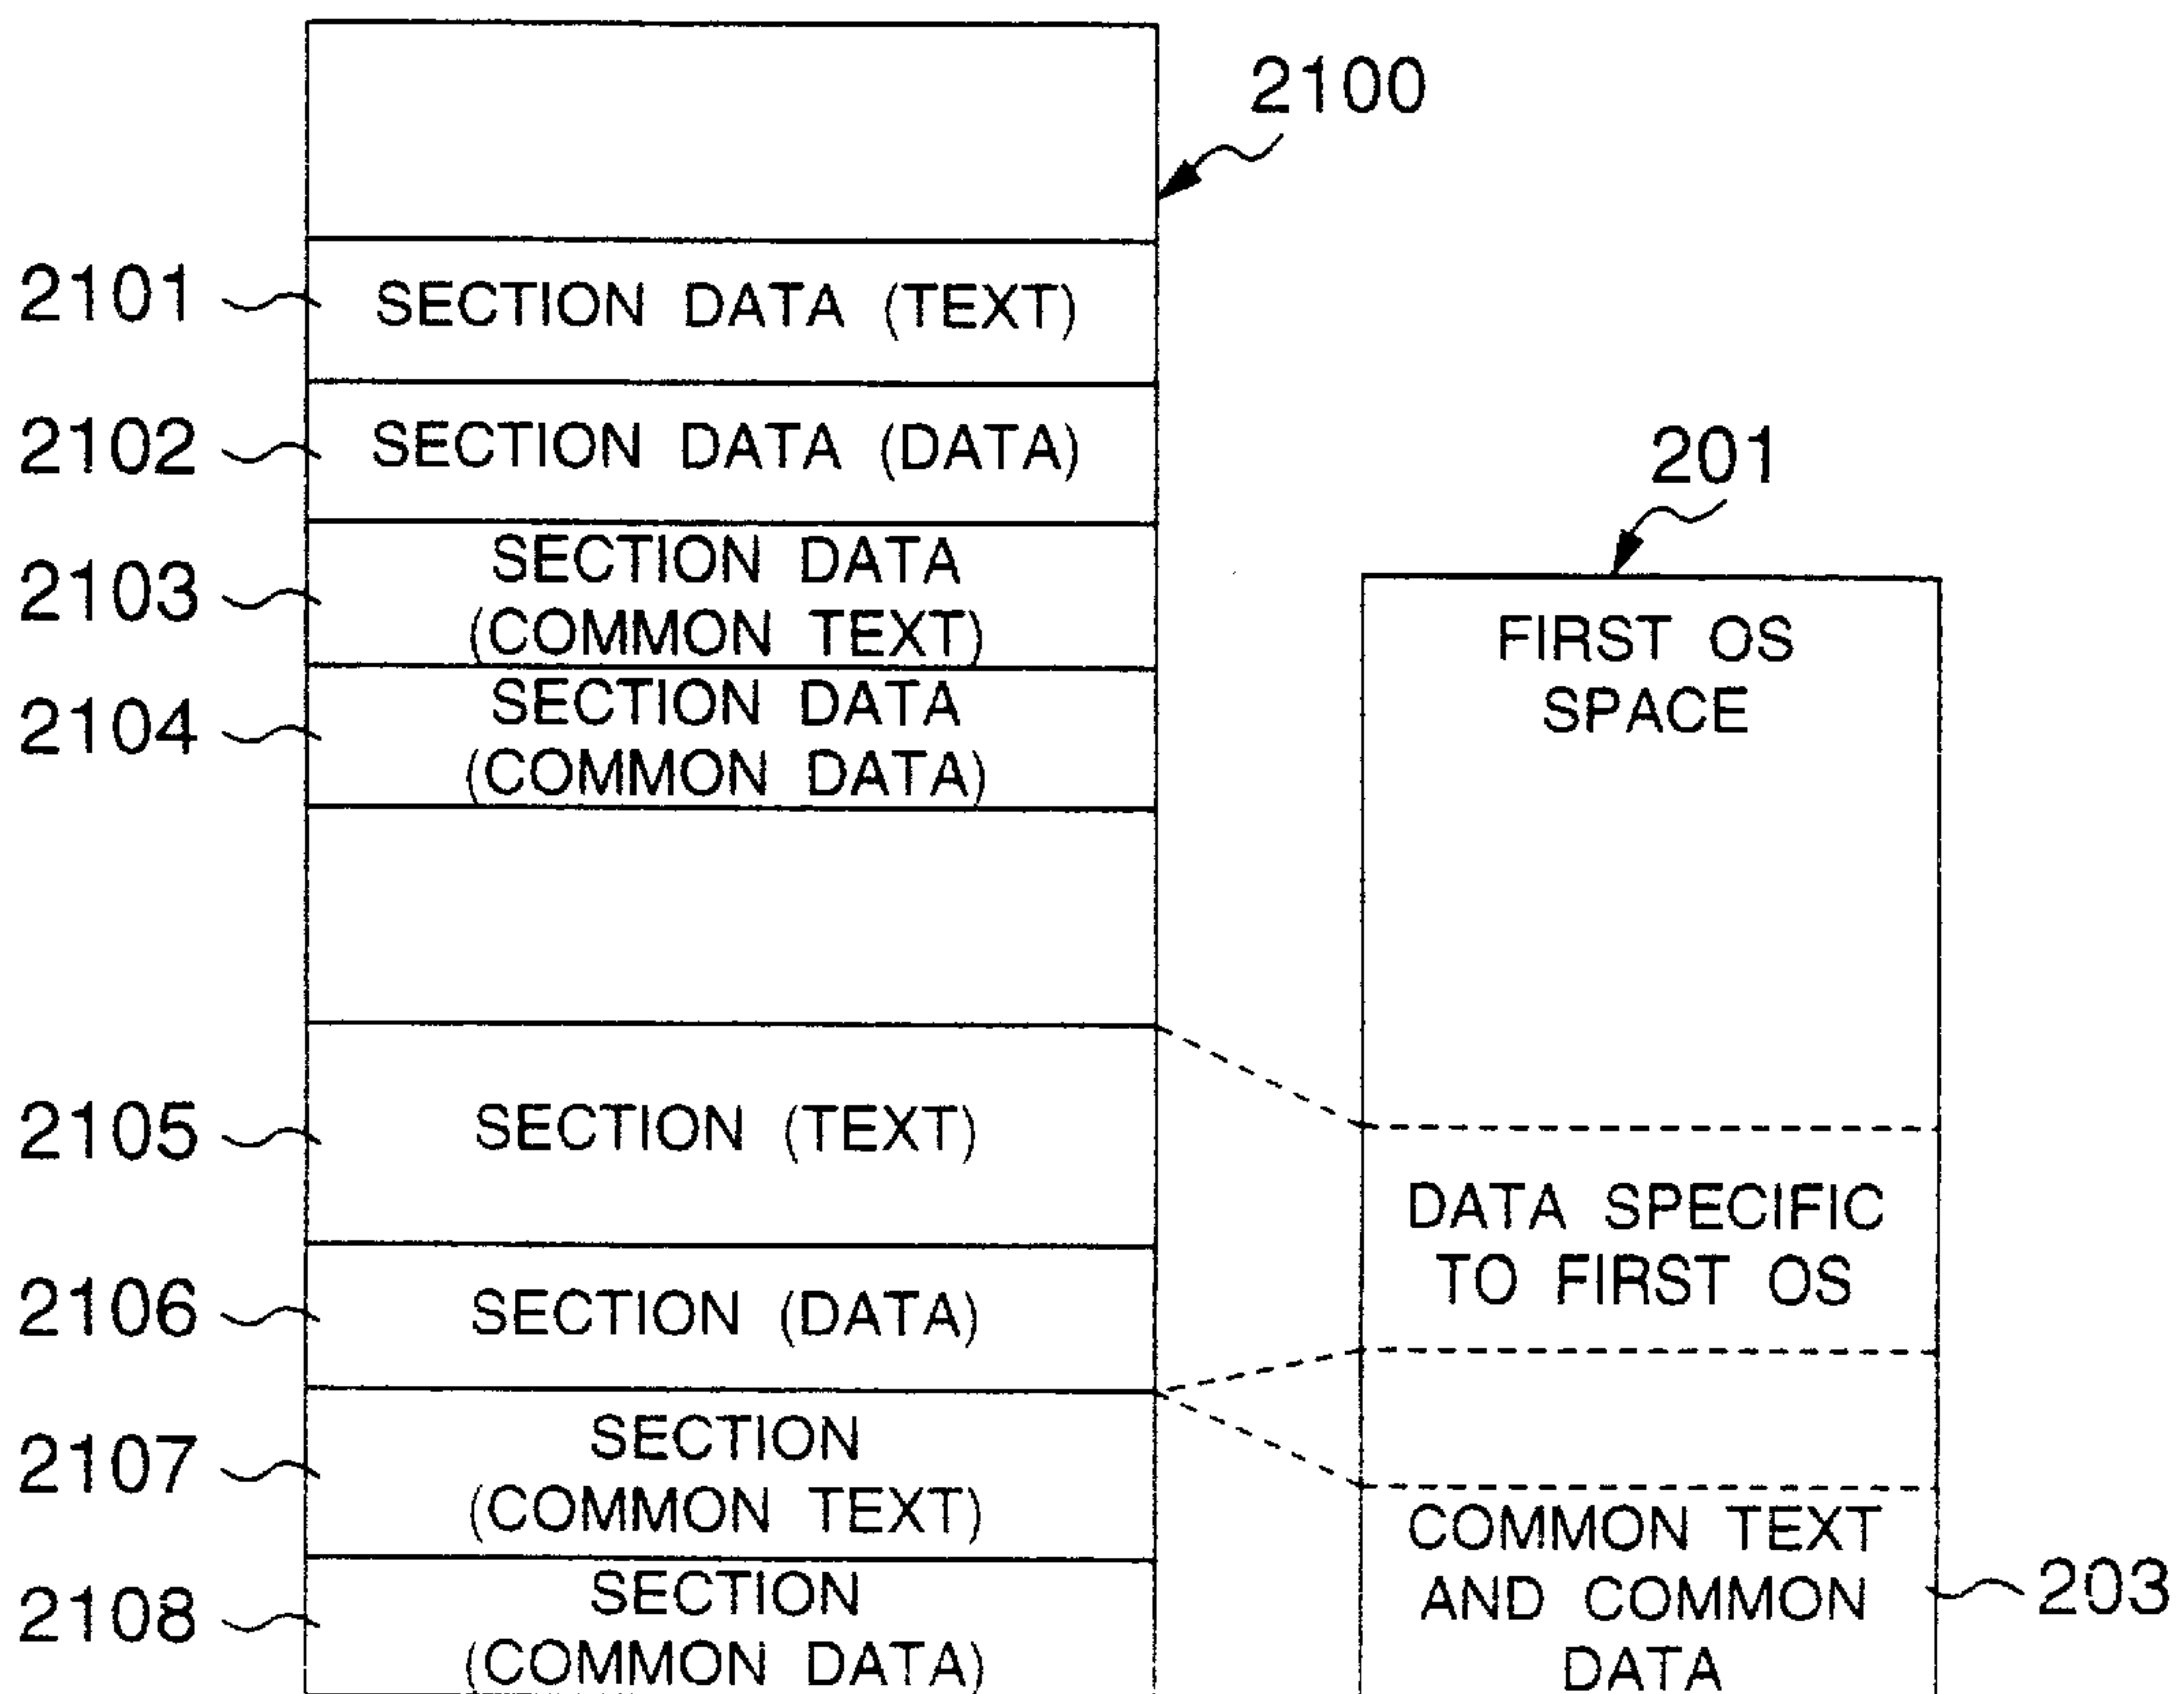 2100
2101 SECTION DATA (TEXT)
2102 SECTION DATA (DATA)
2103 SECTION DATA
(COMMON TEXT)
2104 SECTION DATA
(COMMON DATA)
2105 SECTION (TEXT)
2106 SECTION (DATA)
2107 SECTION
(COMMON TEXT)
2108 SECTION
(COMMON DATA)
201
FIRST OS
SPACE
DATA SPECIFIC
TO FIRST OS
COMMON TEXT
AND COMMON
DATA
203